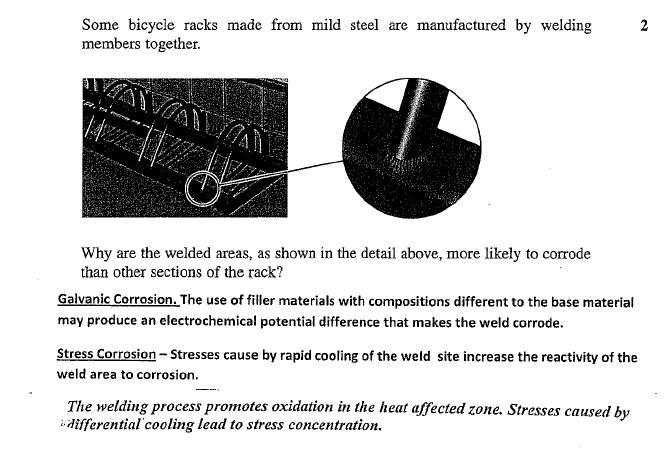 Some bicycle racks made from mild steel are manufactured by welding 2
members together.
Why are the welded areas, as shown in the detail above, more likely to corrode
than other sections of the rack?
Galvanic Corrosion. The use of filler materials with compositions different to the base material
may produce an electrochemical potential difference that makes the weld corrode.
Stress Corrosion – Stresses cause by rapid cooling of the weld site increase the reactivity of the
weld area to corrosion.
The welding process promotes oxidation in the heat affected zone. Stresses caused by
differential cooling lead to stress concentration.